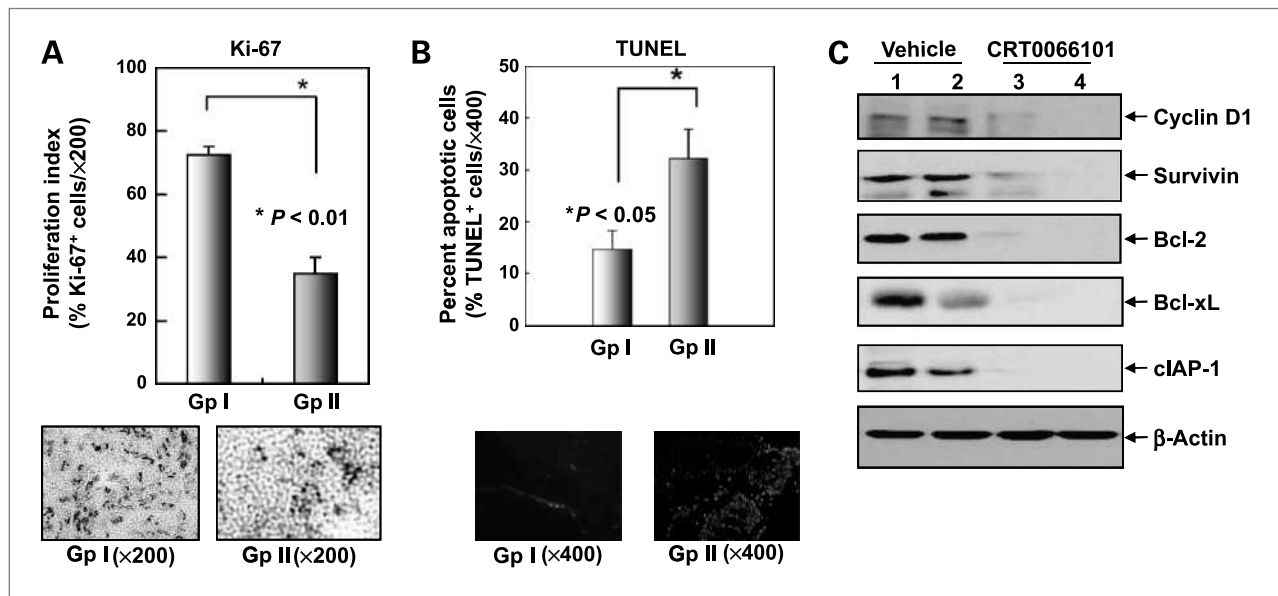 A
Ki-67
Proliferation index
(% Ki-67⁺ cells/×200)
100
80
60
40
20
0
*
* P < 0.01
Gp I
Gp II
Gp I (×200)
Gp II (×200)
B
TUNEL
Percent apoptotic cells
(% TUNEL⁺ cells/×400)
50
40
30
20
10
0
*
*P < 0.05
Gp I
Gp II
Gp I (×400)
Gp II (×400)
C
Vehicle CRT0066101
1 2 3 4
Cyclin D1
Survivin
Bcl-2
Bcl-xL
cIAP-1
β-Actin